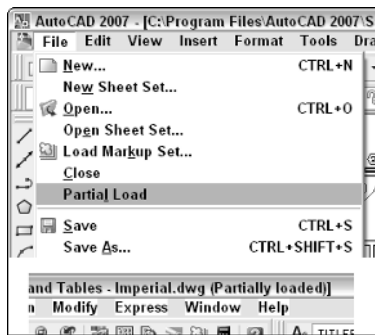 AutoCAD 2007 - [C:\Program Files\AutoCAD 2007\S
File Edit View Insert Format Tools Dra
New... CTRL+N
New Sheet Set...
Open... CTRL+O
Open Sheet Set...
Load Markup Set...
Close
Partial Load
Save CTRL+S
Save As... CTRL+SHIFT+S
and Tables - Imperial.dwg (Partially loaded)]
n Modify Express Window Help
TITLE